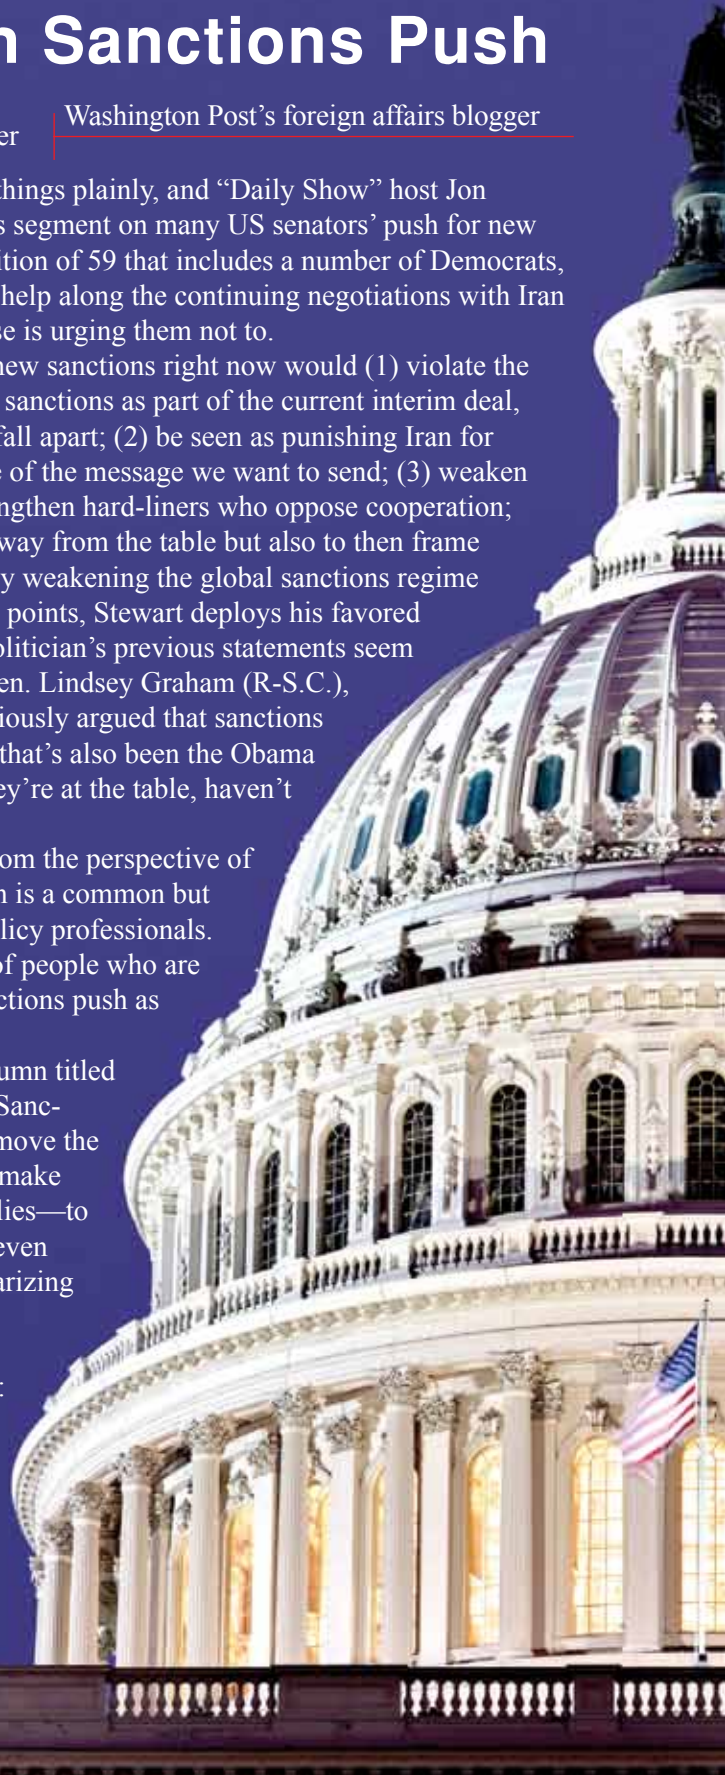 n Sanctions Push
Washington Post’s foreign affairs blogger
er
things plainly, and “Daily Show” host Jon
s segment on many US senators’ push for new
ition of 59 that includes a number of Democrats,
help along the continuing negotiations with Iran
se is urging them not to.
new sanctions right now would (1) violate the
sanctions as part of the current interim deal,
fall apart; (2) be seen as punishing Iran for
e of the message we want to send; (3) weaken
ngthen hard-liners who oppose cooperation;
way from the table but also to then frame
y weakening the global sanctions regime
points, Stewart deploys his favored
olitician’s previous statements seem
en. Lindsey Graham (R-S.C.),
iously argued that sanctions
that’s also been the Obama
ey’re at the table, haven’t
om the perspective of
n is a common but
licy professionals.
of people who are
ctions push as
umn titled
Sanc-
move the
make
lies—to
even
arizing
: